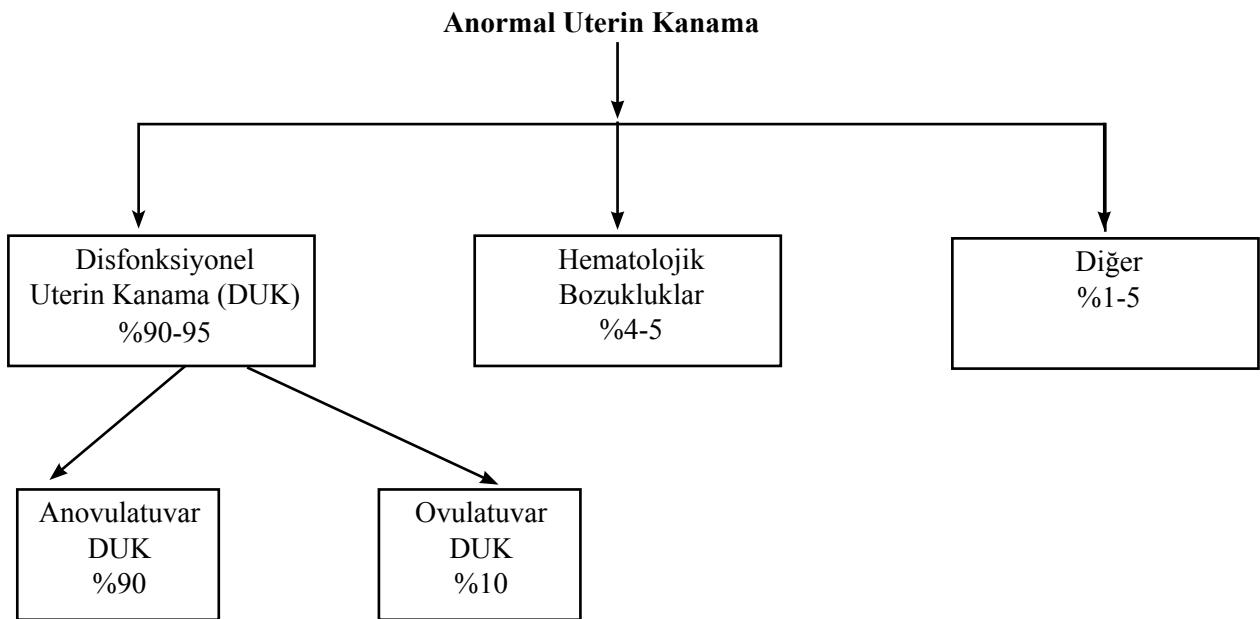 Anormal Uterin Kanama
Disfonksiyonel
Uterin Kanama (DUK)
%90-95
Hematolojik
Bozukluklar
%4-5
Diğer
%1-5
Anovulatuvar
DUK
%90
Ovulatuvar
DUK
%10